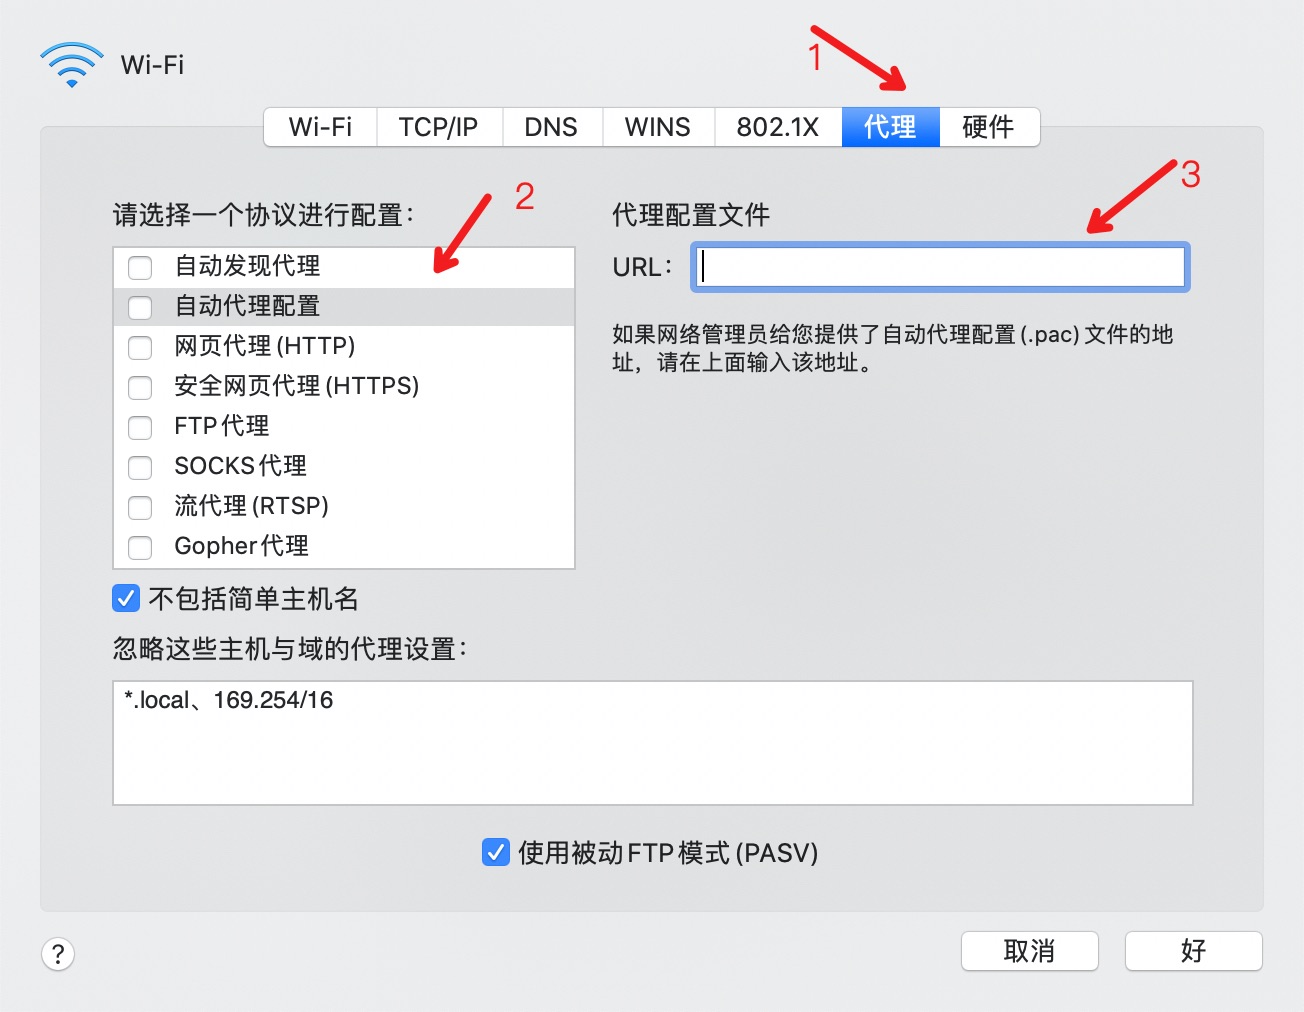 Wi-Fi
1
Wi-Fi TCP/IP DNS WINS 802.1X 代理 硬件
2
3
请选择一个协议进行配置：
自动发现代理
自动代理配置
网页代理(HTTP)
安全网页代理(HTTPS)
FTP代理
SOCKS代理
流代理(RTSP)
Gopher代理
代理配置文件
URL：
如果网络管理员给您提供了自动代理配置(.pac)文件的地
址，请在上面输入该地址。
不包括简单主机名
忽略这些主机与域的代理设置：
*.local、169.254/16
使用被动FTP模式(PASV)
?
取消
好